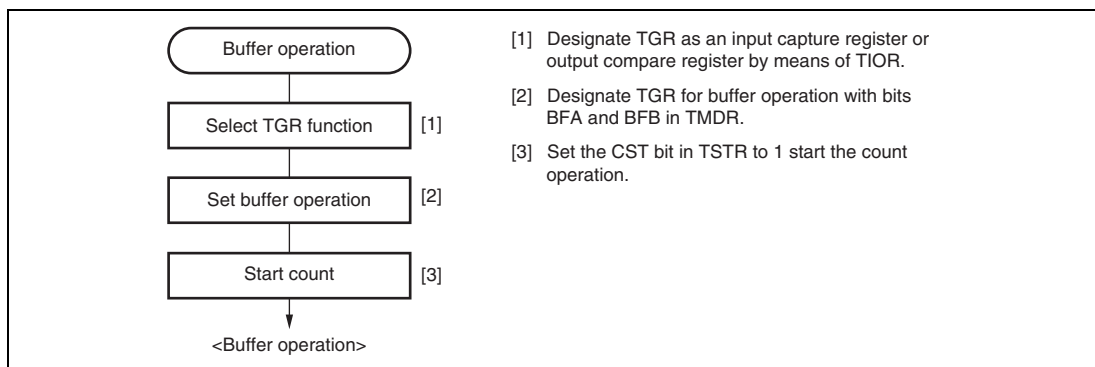 Buffer operation
Select TGR function
[1]
Set buffer operation
[2]
Start count
[3]
<Buffer operation>
[1] Designate TGR as an input capture register or
output compare register by means of TIOR.
[2] Designate TGR for buffer operation with bits
BFA and BFB in TMDR.
[3] Set the CST bit in TSTR to 1 start the count
operation.